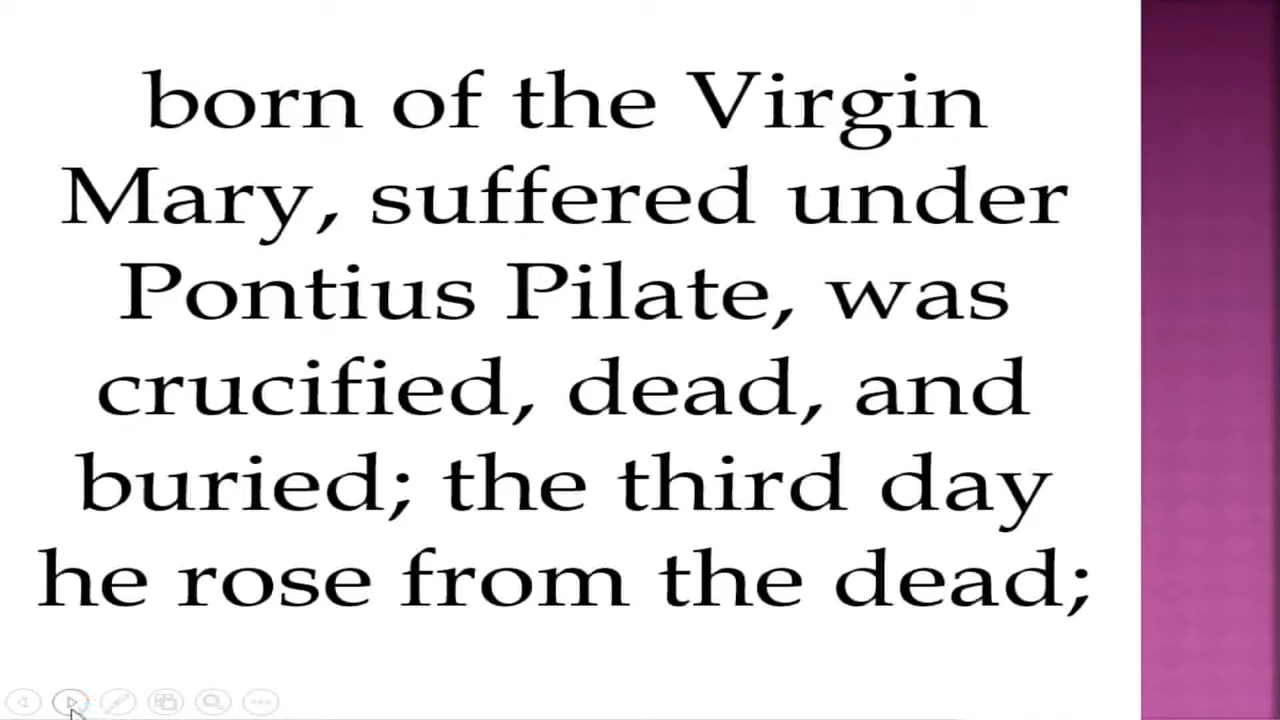 born of the Virgin
Mary, suffered under
Pontius Pilate, was
crucified, dead, and
buried; the third day
he rose from the dead;